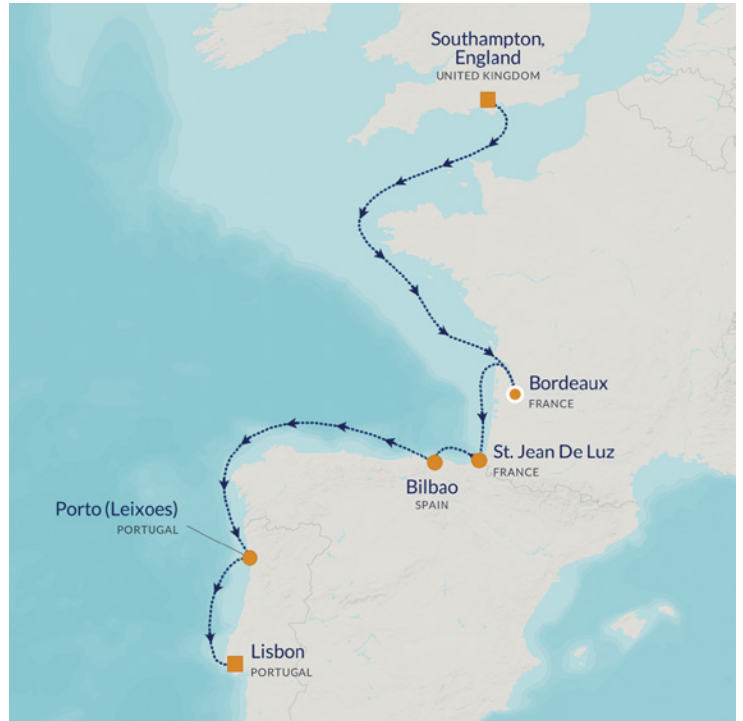 Southampton,
England
UNITED KINGDOM
Bordeaux
FRANCE
St. Jean De Luz
FRANCE
Bilbao
SPAIN
Porto (Leixoes)
PORTUGAL
Lisbon
PORTUGAL